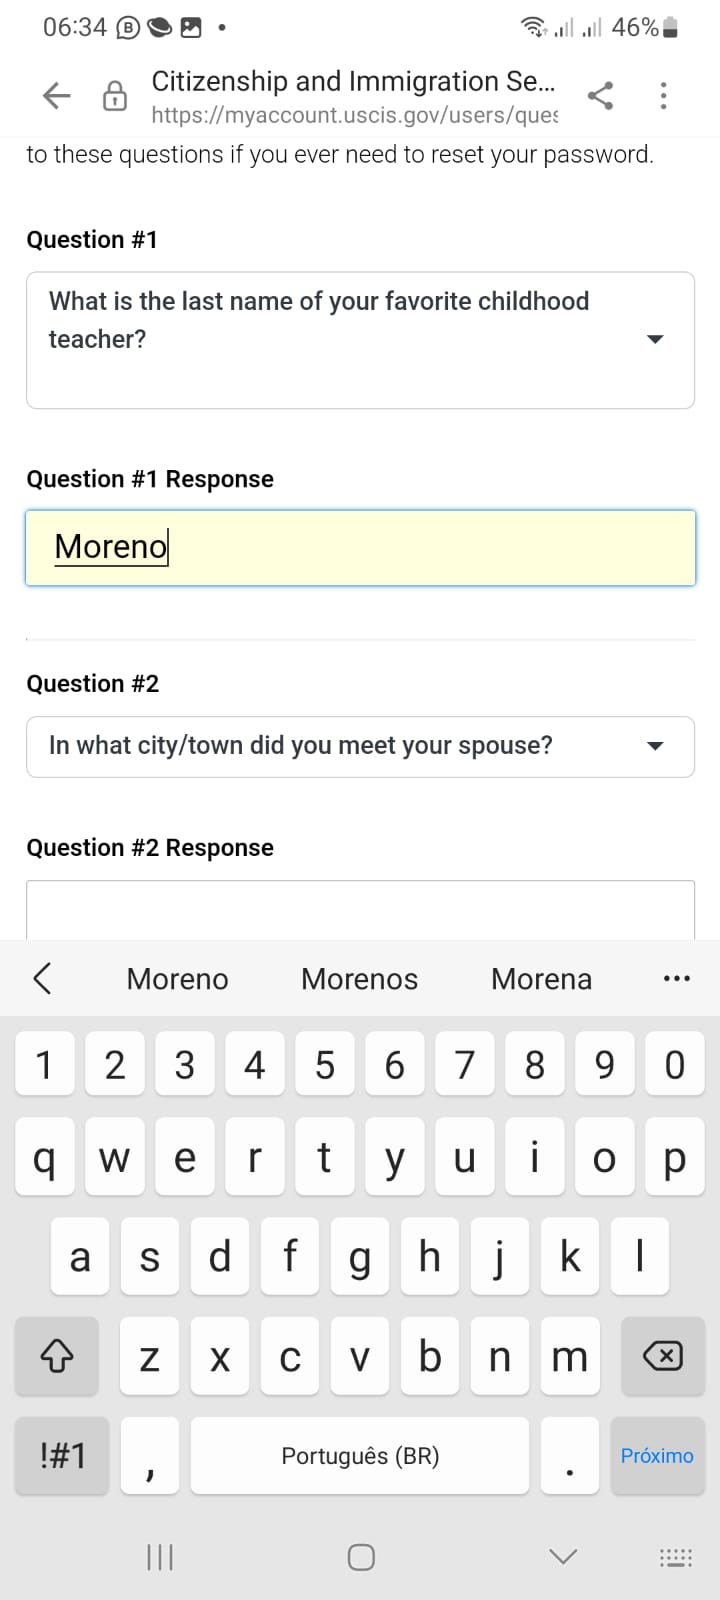 06:34
46%
Citizenship and Immigration Se...
https://myaccount.uscis.gov/users/ques
to these questions if you ever need to reset your password.
Question #1
What is the last name of your favorite childhood
teacher?
Question #1 Response
Moreno
Question #2
In what city/town did you meet your spouse?
Question #2 Response
Moreno Morenos Morena ...
1 2 3 4 5 6 7 8 9 0
q w e r t y u i o p
a s d f g h j k l
z x c v b n m
!#1 , Português (BR) . Próximo